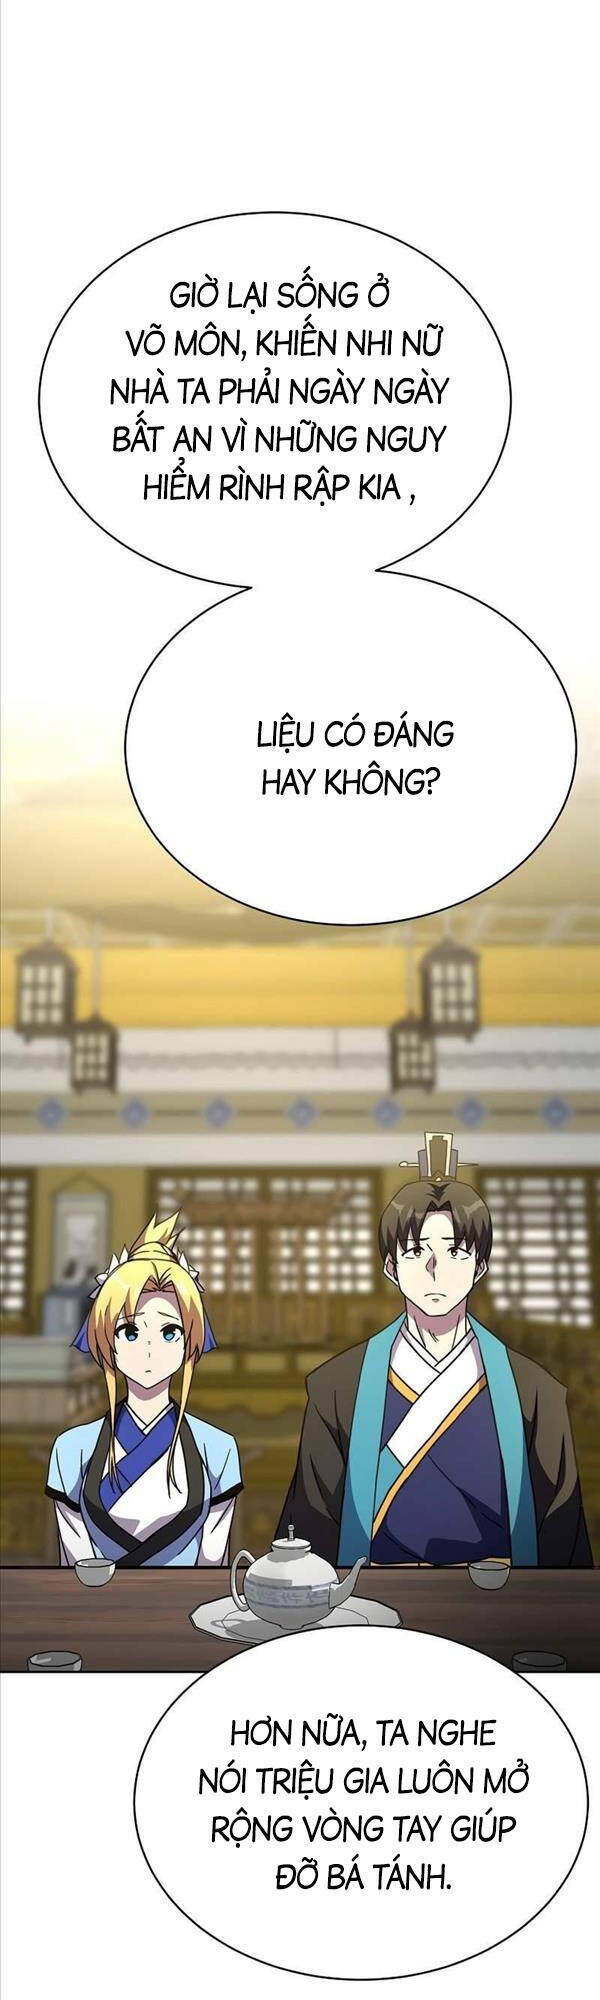 GIỜ LẠI SỐNG Ở
VÕ MÔN, KHIẾN NHI NỮ
NHÀ TA PHẢI NGÀY NGÀY
BẤT AN VÌ NHỮNG NGUY
HIỂM RÌNH RẬP KIA ,
LIỆU CÓ ĐÁNG
HAY KHÔNG?
HƠN NỮA, TA NGHE
NÓI TRIỆU GIA LUÔN MỞ
RỘNG VÒNG TAY GIÚP
ĐỠ BÁ TÁNH.